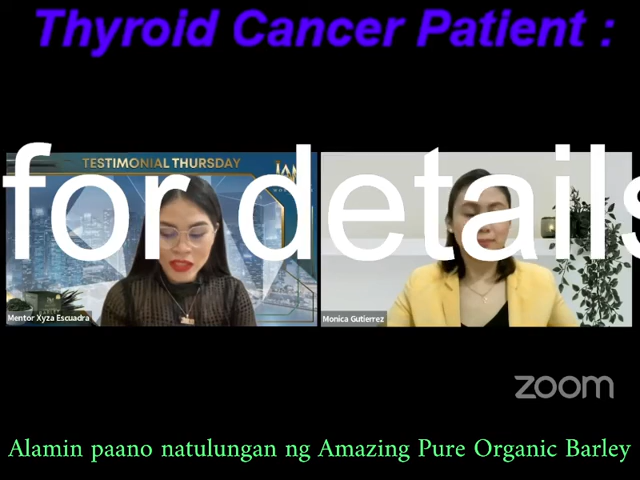 Thyroid Cancer Patient :
TESTIMONIAL THURSDAY
for details
Mentor Xyza Escuadra
Monica Gutierrez
zoom
Alamin paano natulungan ng Amazing Pure Organic Barley